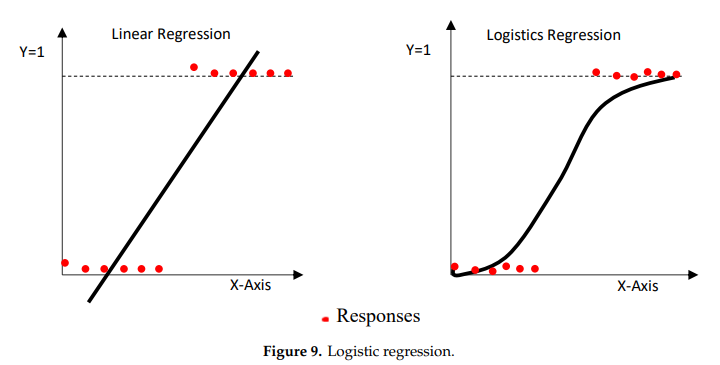 Linear Regression
Y=1
X-Axis
Logistics Regression
Y=1
X-Axis
Responses
Figure 9. Logistic regression.